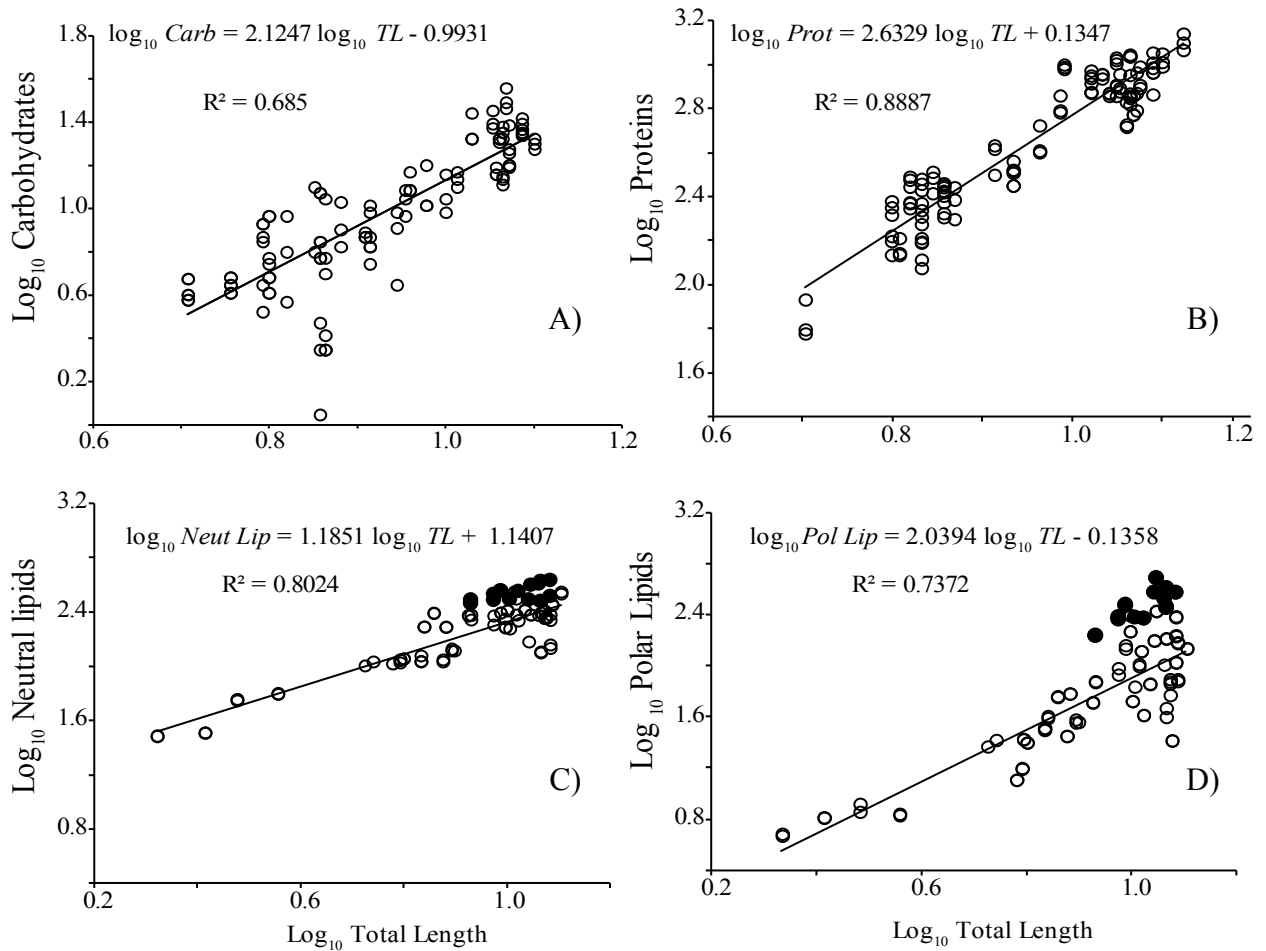 log₁₀ Carb = 2.1247 log₁₀ TL - 0.9931
R² = 0.685
A)
Log₁₀ Carbohydrates
1.8
1.4
1.0
0.6
0.2
0.6 0.8 1.0 1.2
log₁₀ Prot = 2.6329 log₁₀ TL + 0.1347
R² = 0.8887
B)
Log₁₀ Proteins
3.2
2.8
2.4
2.0
1.6
0.6 0.8 1.0 1.2
log₁₀ Neut Lip = 1.1851 log₁₀ TL + 1.1407
R² = 0.8024
C)
Log₁₀ Neutral lipids
3.2
2.4
1.6
0.8
0.2 0.6 1.0
Log₁₀ Total Length
log₁₀ Pol Lip = 2.0394 log₁₀ TL - 0.1358
R² = 0.7372
D)
Log ₁₀ Polar Lipids
3.2
2.4
1.6
0.8
0.2 0.6 1.0
Log₁₀ Total Length